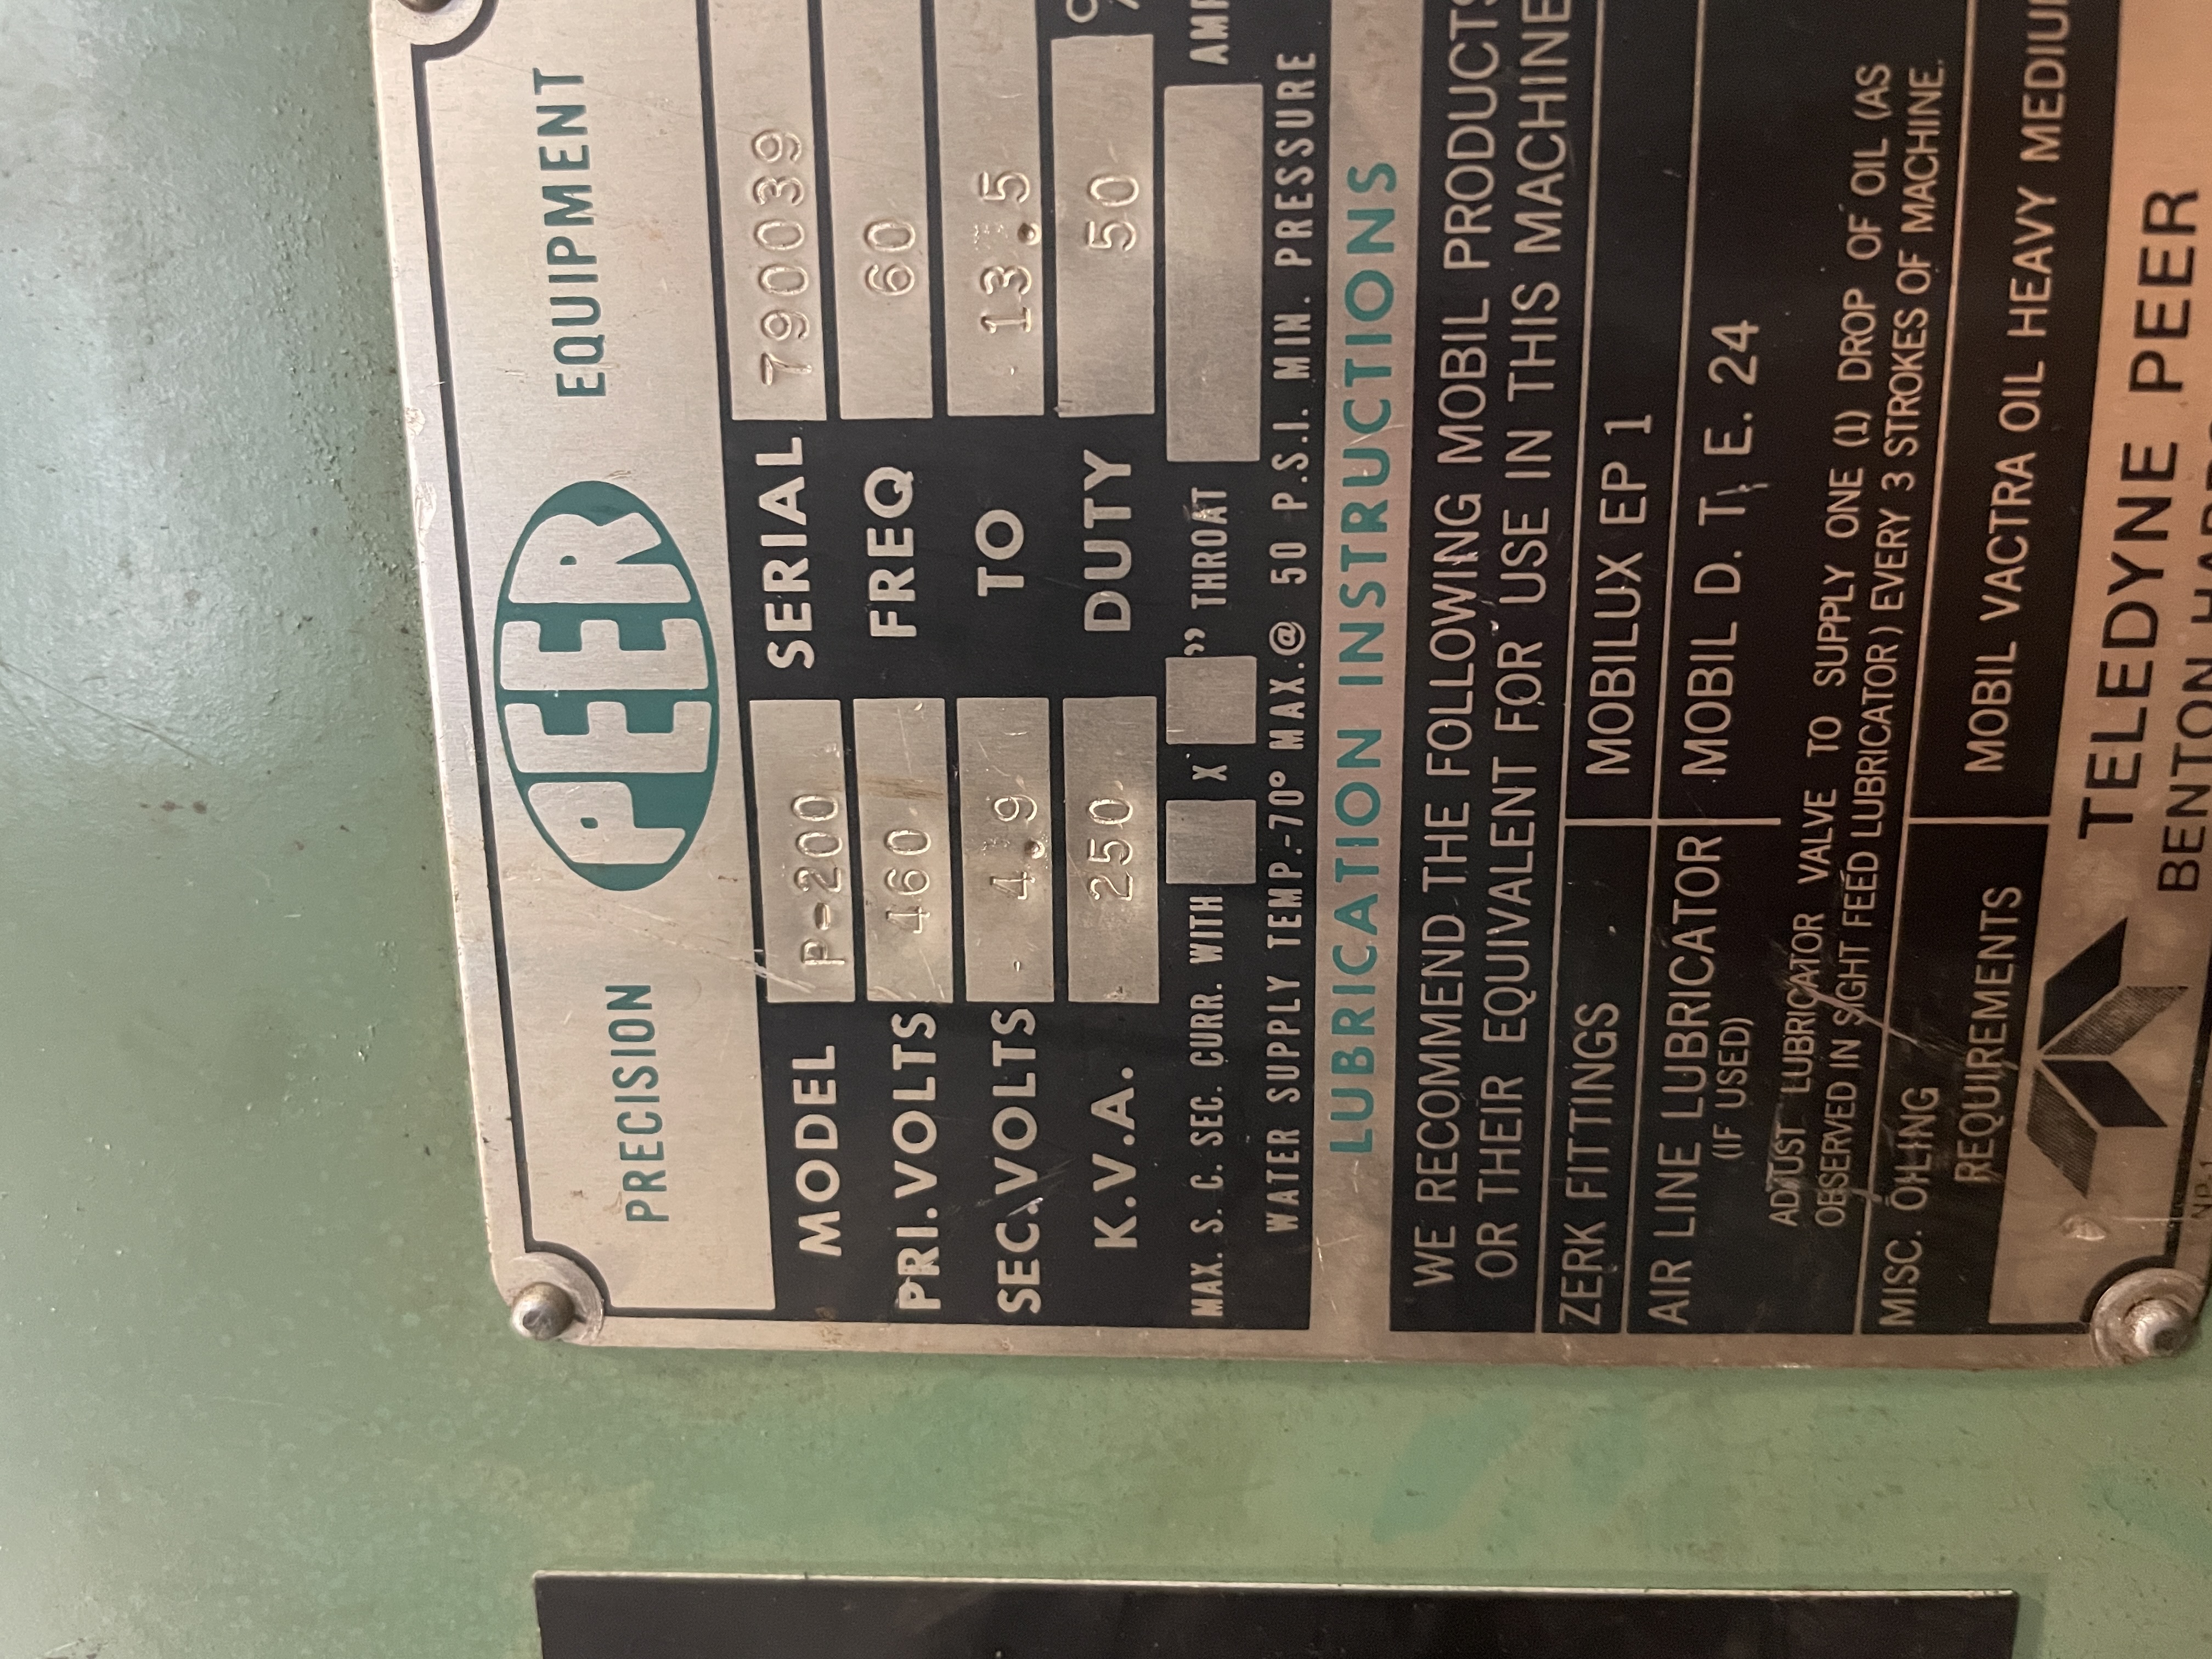 PRECISION PEER EQUIPMENT
MODEL P-200 SERIAL 790039
PRI.VOLTS 460 FREQ 60
SEC.VOLTS 4.9 TO 13.5
K.V.A. 250 DUTY 50 %
MAX. S. C. SEC. CURR. WITH X " THROAT
WATER SUPPLY TEMP.-70° MAX.@ 50 P.S.I. MIN. PRESSURE
LUBRICATION INSTRUCTIONS
WE RECOMMEND THE FOLLOWING MOBIL PRODUCTS
OR THEIR EQUIVALENT FOR USE IN THIS MACHINE
ZERK FITTINGS MOBILUX EP 1
AIR LINE LUBRICATOR MOBIL D. T. E. 24
(IF USED)
ADJUST LUBRICATOR VALVE TO SUPPLY ONE (1) DROP OF OIL (AS
OBSERVED IN SIGHT FEED LUBRICATOR) EVERY 3 STROKES OF MACHINE.
MISC. OILING MOBIL VACTRA OIL HEAVY MEDIUM
REQUIREMENTS
TELEDYNE PEER
BENTON